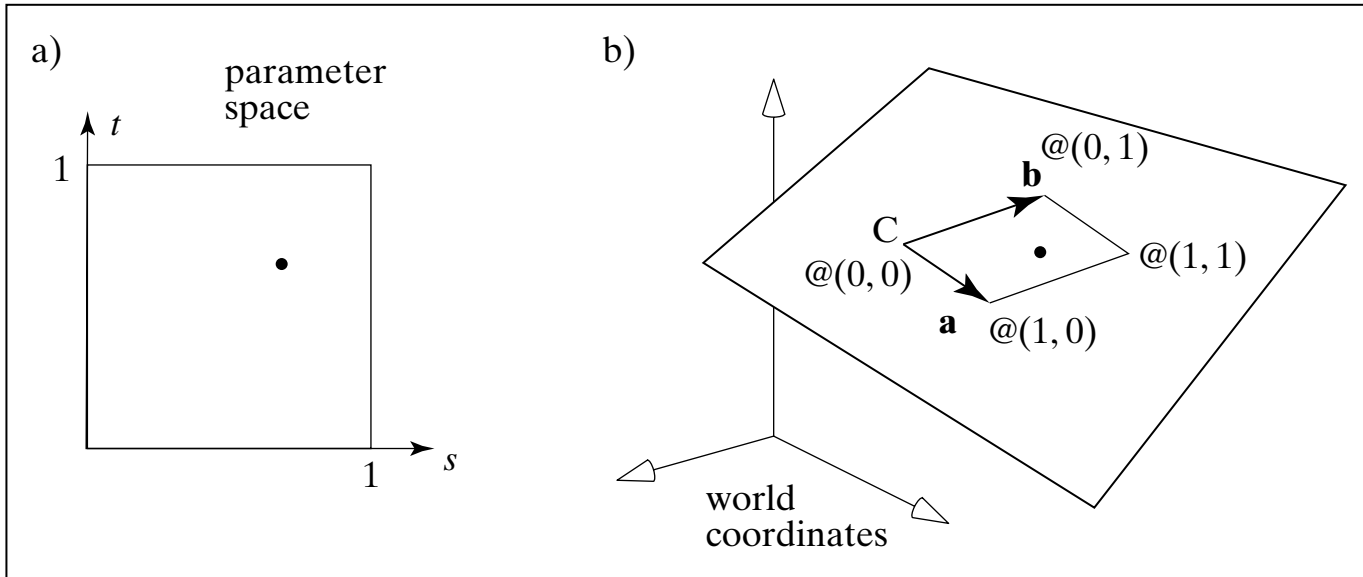 a)
parameter
space
t
1
1
s
b)
@(0, 1)
b
C
@(0, 0)
@(1, 1)
a
@(1, 0)
world
coordinates